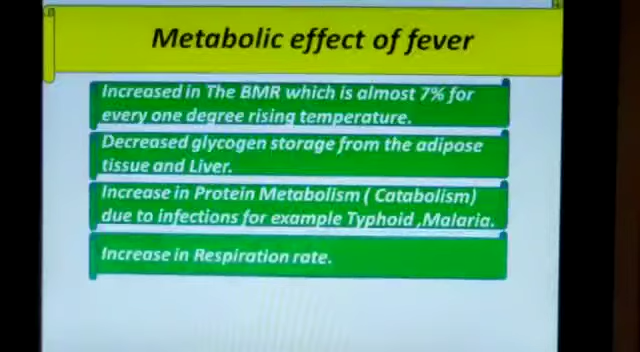 Metabolic effect of fever
Increased in The BMR which is almost 7% for
every one degree rising temperature.
Decreased glycogen storage from the adipose
tissue and Liver.
Increase in Protein Metabolism ( Catabolism)
due to infections for example Typhoid ,Malaria.
Increase in Respiration rate.